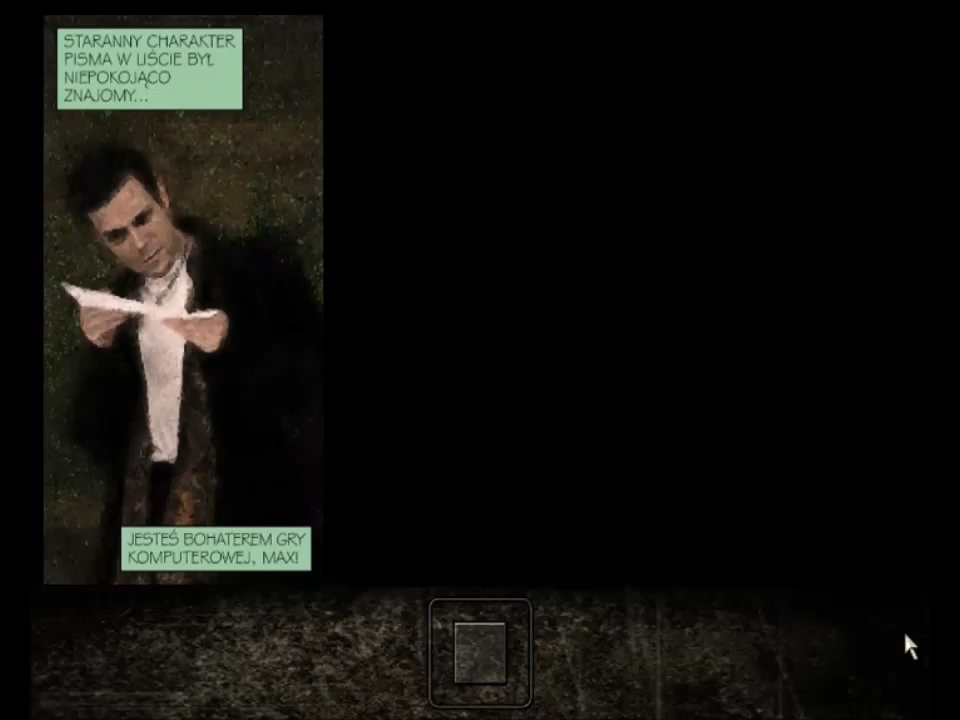 STARANNY CHARAKTER
PISMA W LIŚCIE BYŁ
NIEPOKOJĄCO
ZNAJOMY...
JESTEŚ BOHATEREM GRY
KOMPUTEROWEJ, MAX!